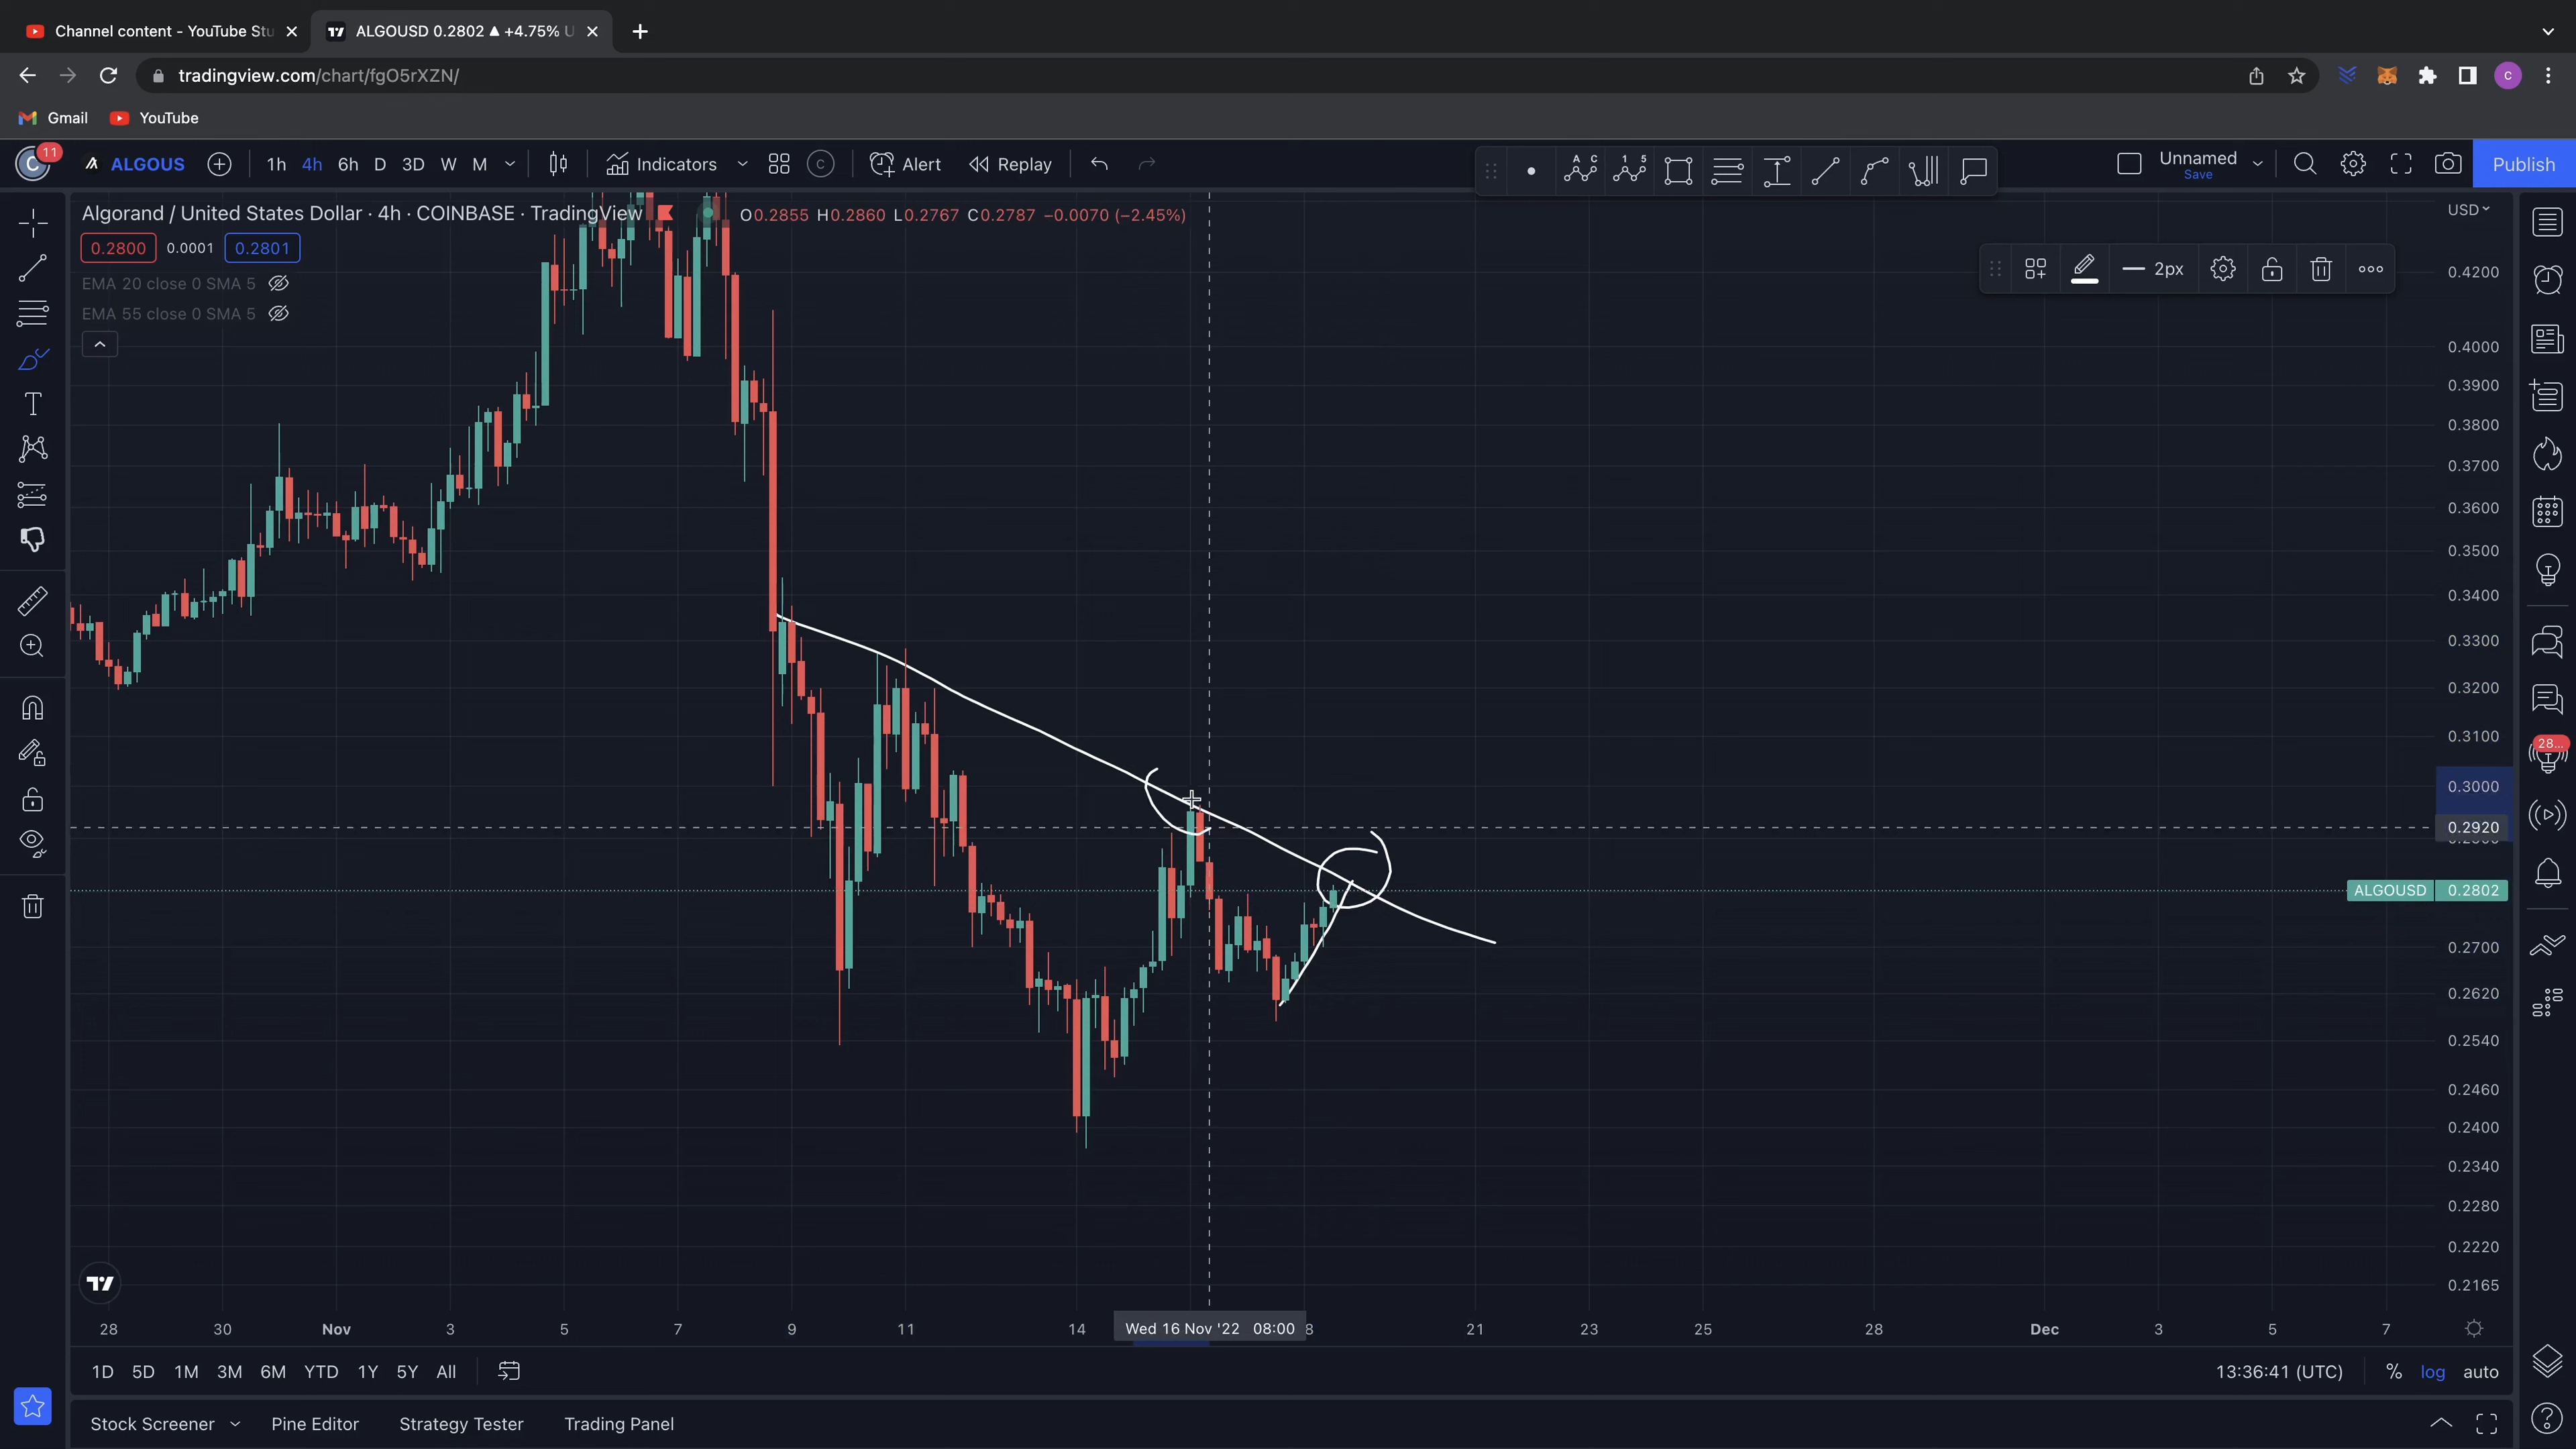 Channel content - YouTube Stu
ALGOUSD 0.2802 ▲ +4.75% U
tradingview.com/chart/fgO5rXZN/
C
Gmail
YouTube
C
11
ALGOUS
1h 4h 6h D 3D W M
Indicators
C
Alert
Replay
A C
1 5
Unnamed
Save
Publish
Algorand / United States Dollar · 4h · COINBASE · TradingView
O0.2855 H0.2860 L0.2767 C0.2787 −0.0070 (−2.45%)
USD
0.2800
0.0001
0.2801
EMA 20 close 0 SMA 5
EMA 55 close 0 SMA 5
2px
0.4200
0.4000
0.3900
0.3800
0.3700
0.3600
0.3500
0.3400
0.3300
0.3200
0.3100
28...
0.3000
0.2920
ALGOUSD 0.2802
0.2700
0.2620
0.2540
0.2460
0.2400
0.2340
0.2280
0.2220
0.2165
28 30 Nov 3 5 7 9 11 14 Wed 16 Nov '22 08:00 8 21 23 25 28 Dec 3 5 7
1D 5D 1M 3M 6M YTD 1Y 5Y All
13:36:41 (UTC) % log auto
Stock Screener
Pine Editor
Strategy Tester
Trading Panel